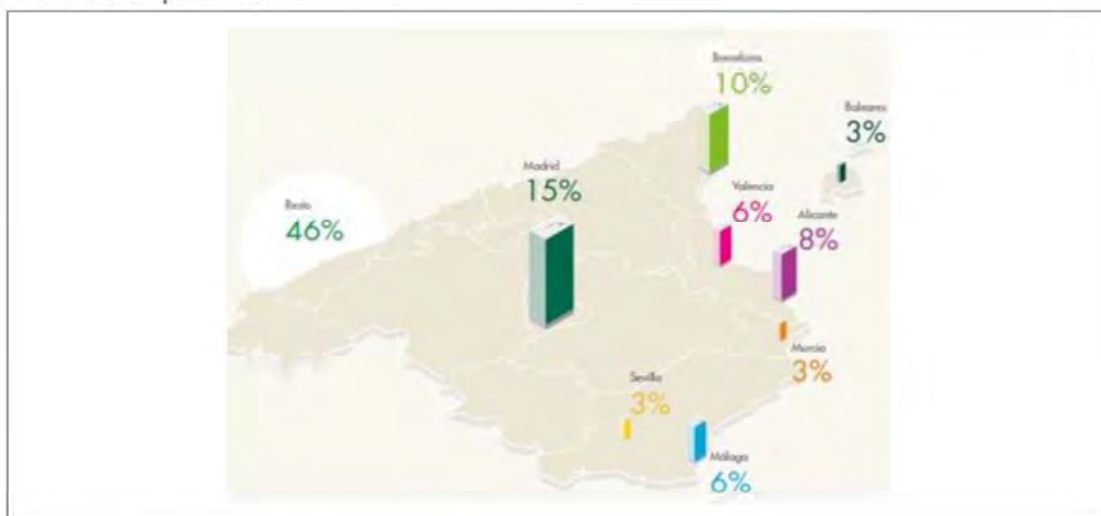 Barcelona
10%
Baleares
3%
Madrid
15%
Valencia
6%
Resto
46%
Alicante
8%
Murcia
3%
Sevilla
3%
Málaga
6%